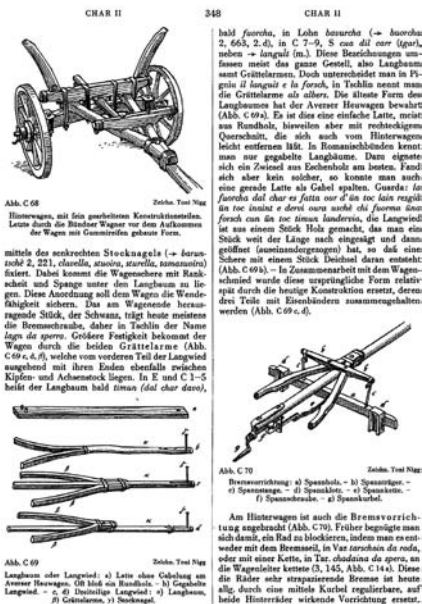 CHAR II
348
CHAR II
Abb. C 68
Zeichn. Toni Nigg
Hinterwagen, mit fein gearbeiteten Konstruktionsteilen.
Letzte durch die Bündner Wagner vor dem Aufkommen
der Wagen mit Gummireifen gebaute Form.
mittels des senkrechten Stecknagels (→ barun-
sché 2, 221, clavella, stuoira, sturella, tamazwoira)
fixiert. Dabei kommt die Wagenschere mit Rank-
scheit und Spange unter den Langbaum zu lie-
gen. Diese Anordnung soll dem Wagen die Wende-
fähigkeit sichern. Das am Wagenende heraus-
ragende Stück, der Schwanz, trägt heute meistens
die Bremsschraube, daher in Tschlin der Name
lagn da sperra. Größere Festigkeit bekommt der
Wagen durch die beiden Grättelarme (Abb.
C 69 c, d, β), welche vom vorderen Teil der Langwied
ausgehend mit ihren Enden ebenfalls zwischen
Kipfen- und Achsenstock liegen. In E und C 1–5
heißt der Langbaum bald timun (dal char davo),
Abb. C 69
Zeichn. Toni Nigg
Langbaum oder Langwied: a) Latte ohne Gabelung am
Averser Heuwagen. Oft bloß ein Rundholz. – b) Gegabelte
Langwied. – c, d) Dreiteilige Langwied: α) Langbaum,
β) Grättelarme, γ) Stocknagel.
bald fuorcha, in Lohn bavurcha (→ buorcha
2, 663, 2. d), in C 7–9, S cua dil carr (tgar),
neben → languit (m.). Diese Bezeichnungen um-
fassen meist das ganze Gestell, also Langbaum
samt Grättelarmen. Doch unterscheidet man in Pi-
gniu il languit e la forsch, in Tschlin nennt man
die Grättelarme als albers. Die älteste Form des
Langbaumes hat der Averser Heuwagen bewahrt
(Abb. C 69 a). Es ist dies eine einfache Latte, meist
aus Rundholz, bisweilen aber mit rechteckigem
Querschnitt, die sich auch vom Hinterwagen
leicht entfernen läßt. In Romanischbünden kennt
man nur gegabelte Langbäume. Dazu eignete
sich ein Zwiesel aus Eschenholz am besten. Fand
sich aber kein solcher, so konnte man auch
eine gerade Latte als Gabel spalten. Guarda: la
fuorcha dal char es fatta our d'ün toc lain rezgià
ün toc insint e dervi oura uschè chi fuorma üna
forsch cun ün toc timun landervia, die Langwied
ist aus einem Stück Holz gemacht, das man ein
Stück weit der Länge nach eingesägt und dann
geöffnet (auseinandergezogen) hat, so daß eine
Schere mit einem Stück Deichsel daran entsteht
(Abb. C 69 b). – In Zusammenarbeit mit dem Wagen-
schmied wurde diese ursprüngliche Form relativ
spät durch die heutige Konstruktion ersetzt, deren
drei Teile mit Eisenbändern zusammengehalten
werden (Abb. C 69 c, d).
Abb. C 70
Zeichn. Toni Nigg
Bremsvorrichtung: a) Spannholz. – b) Spannträger. –
c) Spannstange. – d) Spannklotz. – e) Spannkette. –
f) Spannschraube. – g) Spannkurbel.
Am Hinterwagen ist auch die Bremsvorrich-
tung angebracht (Abb. C 70). Früher begnügte man
sich damit, ein Rad zu blockieren, indem man es ent-
weder mit dem Bremsseil, in Vaz tarschein da roda,
oder mit einer Kette, in Tar. chadaina da spera, an
die Wagenleiter kettete (3, 145, Abb. C 14 a). Diese
die Räder sehr strapazierende Bremse ist heute
allg. durch eine mittels Kurbel regulierbare, auf
beide Hinterräder wirkende Vorrichtung ersetzt.